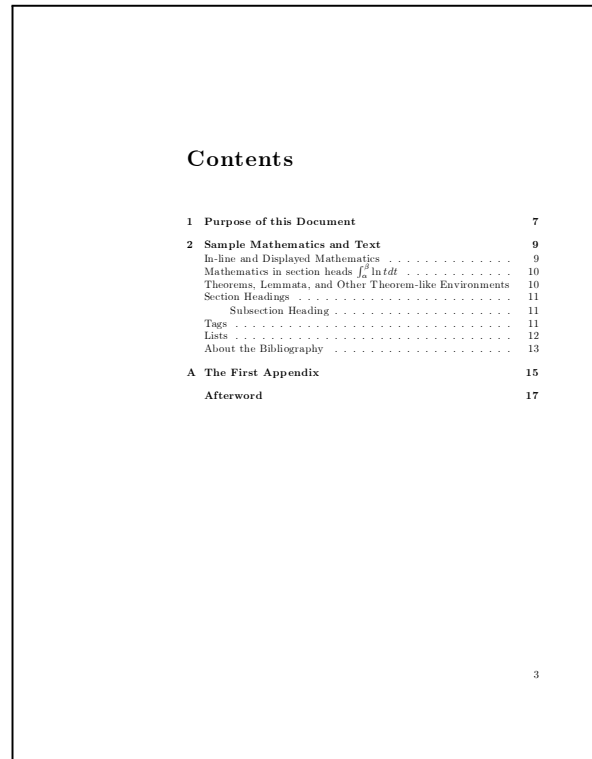 Contents
1 Purpose of this Document 7
2 Sample Mathematics and Text 9
In-line and Displayed Mathematics . . . . . . . . . . . . . . 9
Mathematics in section heads ∫_α^β ln t dt . . . . . . . . . . . . 10
Theorems, Lemmata, and Other Theorem-like Environments 10
Section Headings . . . . . . . . . . . . . . . . . . . . . . . . 11
Subsection Heading . . . . . . . . . . . . . . . . . . . . 11
Tags . . . . . . . . . . . . . . . . . . . . . . . . . . . . . . . 11
Lists . . . . . . . . . . . . . . . . . . . . . . . . . . . . . . . 12
About the Bibliography . . . . . . . . . . . . . . . . . . . . 13
A The First Appendix 15
Afterword 17
3